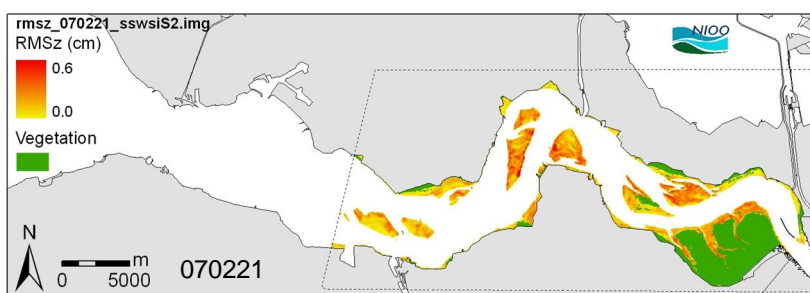 rmsz_070221_sswsiS2.img
RMSz (cm)
0.6
0.0
Vegetation
NIOO
N
m
0 5000
070221